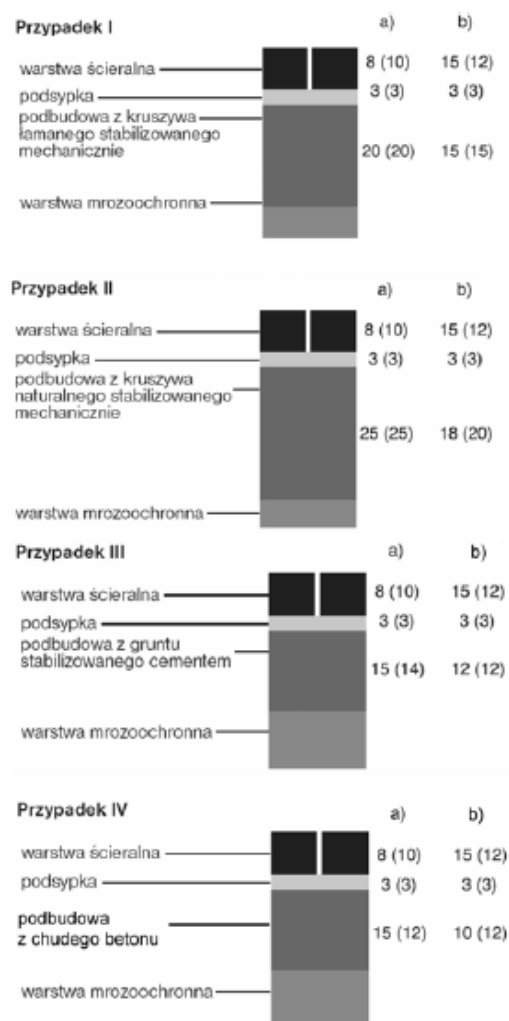 Przypadek I
a) b)
warstwa ścieralna 8 (10) 15 (12)
podsypka 3 (3) 3 (3)
podbudowa z kruszywa
łamanego stabilizowanego
mechanicznie 20 (20) 15 (15)
warstwa mrozoochronna
Przypadek II
a) b)
warstwa ścieralna 8 (10) 15 (12)
podsypka 3 (3) 3 (3)
podbudowa z kruszywa
naturalnego stabilizowanego
mechanicznie
25 (25) 18 (20)
warstwa mrozoochronna
Przypadek III a) b)
warstwa ścieralna 8 (10) 15 (12)
podsypka 3 (3) 3 (3)
podbudowa z gruntu
stabilizowanego cementem
15 (14) 12 (12)
warstwa mrozoochronna
Przypadek IV
a) b)
warstwa ścieralna 8 (10) 15 (12)
podsypka 3 (3) 3 (3)
podbudowa
z chudego betonu 15 (12) 10 (12)
warstwa mrozoochronna